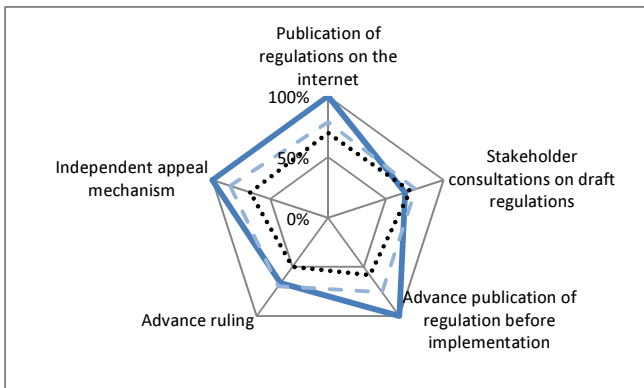 Publication of
regulations on the
internet
100%
50%
0%
Independent appeal
mechanism
Stakeholder
consultations on draft
regulations
Advance ruling
Advance publication of
regulation before
implementation